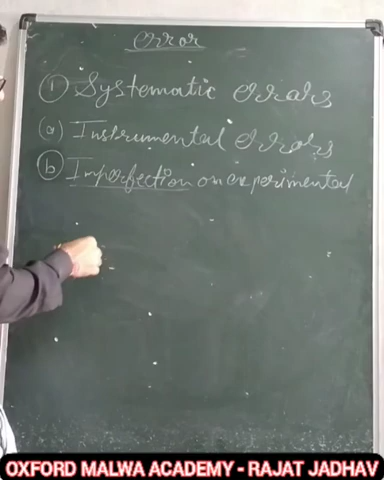 error
① Systematic errors
(a) Instrumental errors
ⓑ Imperfection on experimental
OXFORD MALWA ACADEMY - RAJAT JADHAV